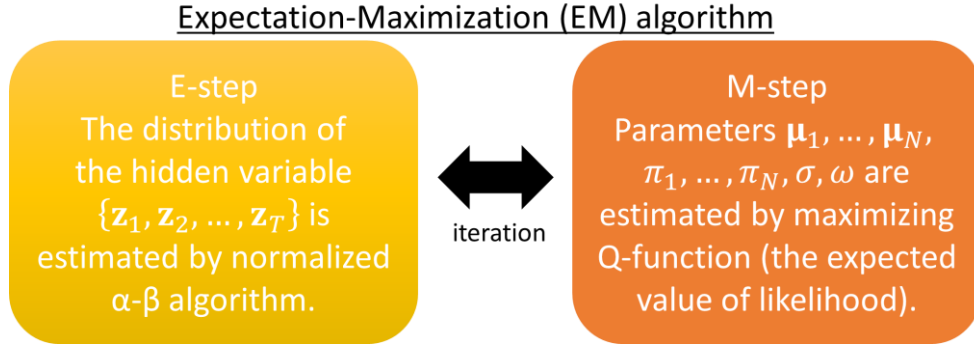 Expectation-Maximization (EM) algorithm
E-step
The distribution of
the hidden variable
{𝐳₁, 𝐳₂, ..., 𝐳_T} is
estimated by normalized
α-β algorithm.
iteration
M-step
Parameters 𝛍₁, ..., 𝛍_N,
π₁, ..., π_N, σ, ω are
estimated by maximizing
Q-function (the expected
value of likelihood).